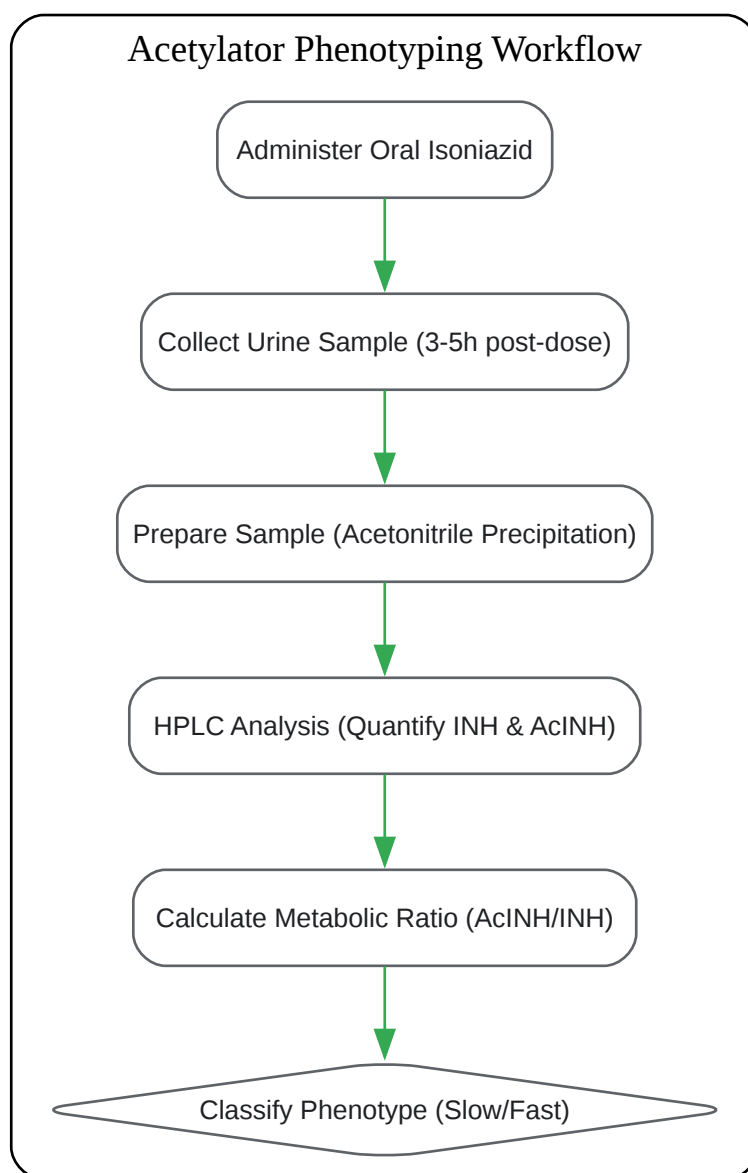 Acetylator Phenotyping Workflow
Administer Oral Isoniazid
Collect Urine Sample (3-5h post-dose)
Prepare Sample (Acetonitrile Precipitation)
HPLC Analysis (Quantify INH & AcINH)
Calculate Metabolic Ratio (AcINH/INH)
Classify Phenotype (Slow/Fast)